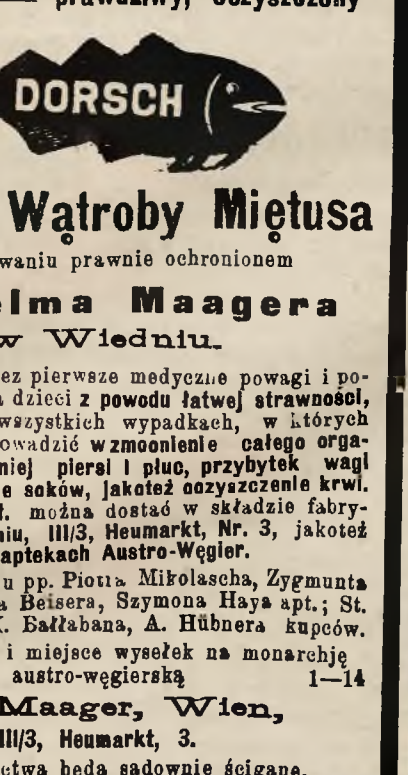 prawdziwy, oczyszczony
DORSCH
Wątroby Miętusa
waniu prawnie ochronionem
elma Maagera
w Wiedniu.
ez pierwsze medyczne powagi i po-
a dzieci z powodu łatwej strawności,
wszystkich wypadkach, w których
owadzić wzmocnienie całego orga-
niej piersi i płuc, przybytek wagi
e soków, jakoteż oczyszczenie krwi.
ł. można dostać w składzie fabry-
niu, III/3, Heumarkt, Nr. 3, jakoteż
aptekach Austro-Węgier.
u pp. Piotra Mikolascha, Zygmunta
a Beisera, Szymona Haya apt.; St.
K. Bałłabana, A. Hübnera kupców.
i miejsce wysełek na monarchję
austro-węgierską 1—14
Maager, Wien,
III/3, Heumarkt, 3.
ctwa będą sądownie ścigane.